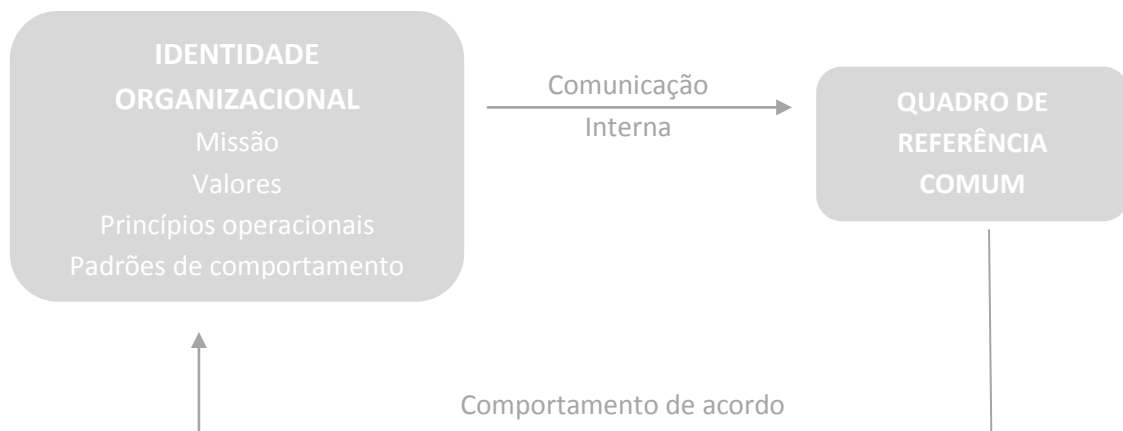 IDENTIDADE
ORGANIZACIONAL
Missão
Valores
Princípios operacionais
Padrões de comportamento
Comunicação
Interna
QUADRO DE
REFERÊNCIA
COMUM
Comportamento de acordo